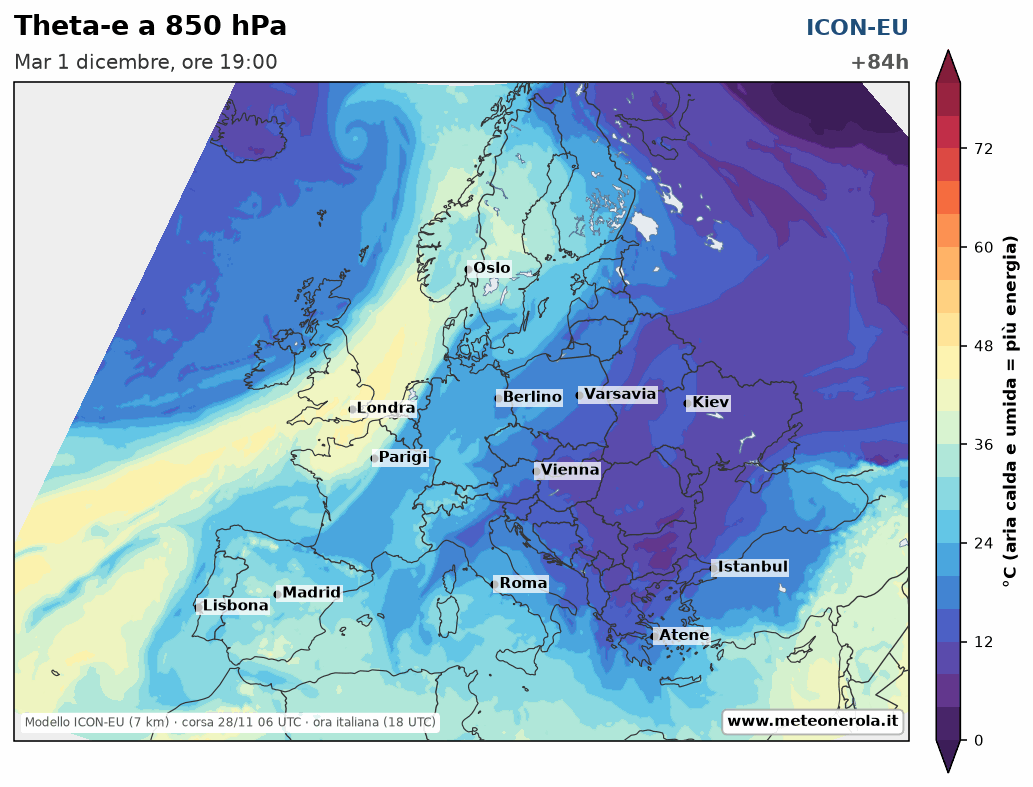 Theta-e a 850 hPa
ICON-EU
Mar 1 dicembre, ore 19:00
+84h
Oslo
Berlino
Varsavia
Kiev
Londra
Parigi
Vienna
Istanbul
Roma
Madrid
Lisbona
Atene
Modello ICON-EU (7 km) · corsa 28/11 06 UTC · ora italiana (18 UTC)
www.meteonerola.it
72
60
48
36
24
12
0
°C (aria calda e umida = più energia)